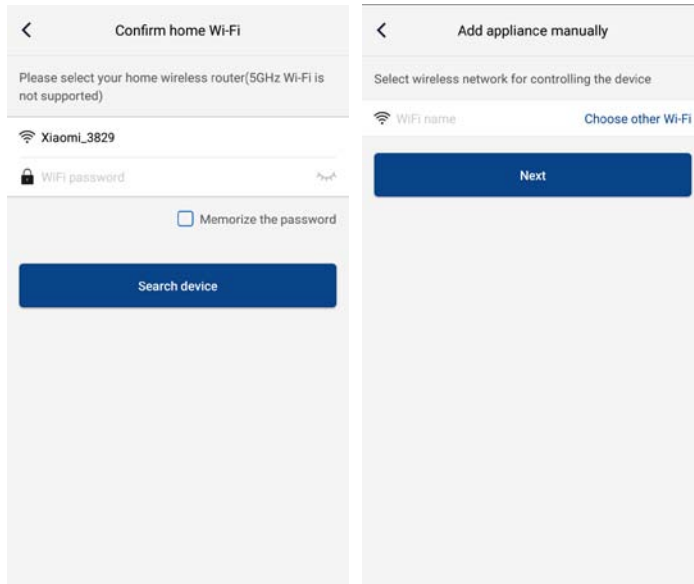 Confirm home Wi-Fi
Please select your home wireless router(5GHz Wi-Fi is
not supported)
Xiaomi_3829
WiFi password
Memorize the password
Search device
Add appliance manually
Select wireless network for controlling the device
WiFi name
Choose other Wi-Fi
Next